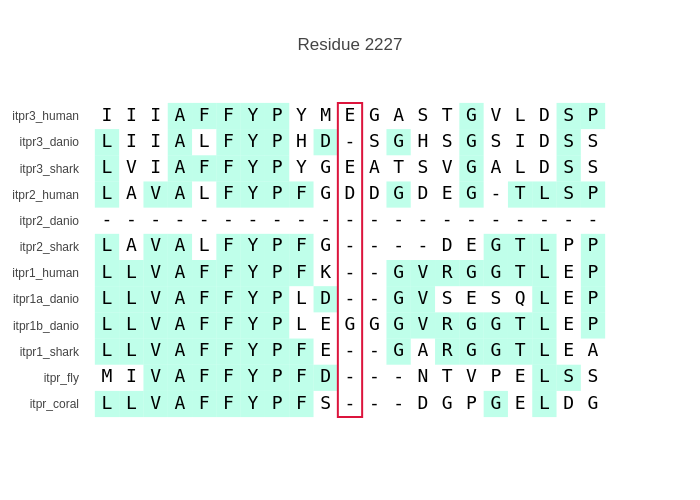 Residue 2227
itpr3_human I I I A F F Y P Y M E G A S T G V L D S P
itpr3_danio L I I A L F Y P H D - S G H S G S I D S S
itpr3_shark L V I A F F Y P Y G E A T S V G A L D S S
itpr2_human L A V A L F Y P F G D D G D E G - T L S P
itpr2_danio - - - - - - - - - - - - - - - - - - - - -
itpr2_shark L A V A L F Y P F G - - - - D E G T L P P
itpr1_human L L V A F F Y P F K - - G V R G G T L E P
itpr1a_danio L L V A F F Y P L D - - G V S E S Q L E P
itpr1b_danio L L V A F F Y P L E G G G V R G G T L E P
itpr1_shark L L V A F F Y P F E - - G A R G G T L E A
itpr_fly M I V A F F Y P F D - - - N T V P E L S S
itpr_coral L L V A F F Y P F S - - - D G P G E L D G